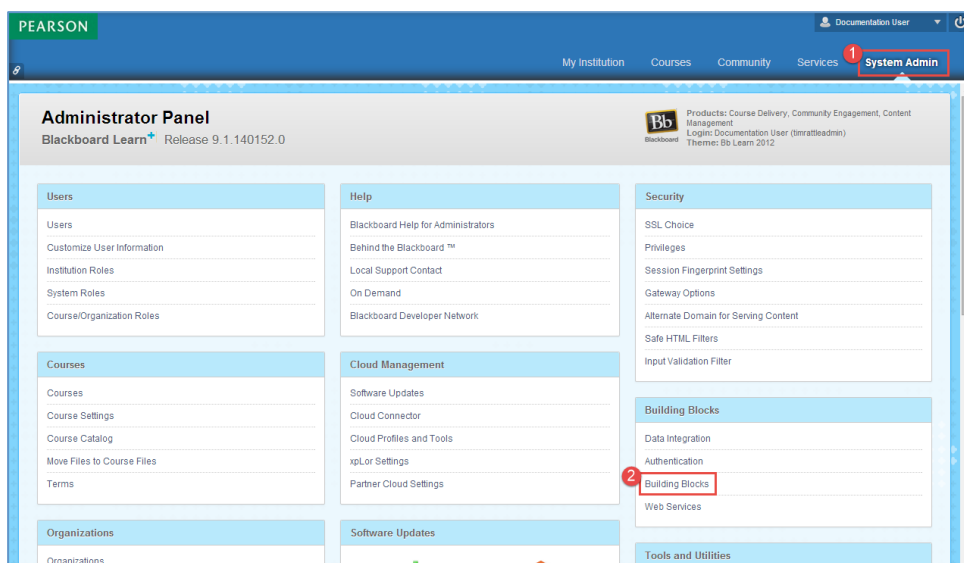 PEARSON
Documentation User
My Institution Courses Community Services 1 System Admin
Administrator Panel
Blackboard Learn+ Release 9.1.140152.0
Bb
Blackboard
Products: Course Delivery, Community Engagement, Content
Management
Login: Documentation User (timrattleadmin)
Theme: Bb Learn 2012
Users
Users
Customize User Information
Institution Roles
System Roles
Course/Organization Roles
Courses
Courses
Course Settings
Course Catalog
Move Files to Course Files
Terms
Organizations
Organizations
Help
Blackboard Help for Administrators
Behind the Blackboard ™
Local Support Contact
On Demand
Blackboard Developer Network
Cloud Management
Software Updates
Cloud Connector
Cloud Profiles and Tools
xpLor Settings
Partner Cloud Settings
Software Updates
Security
SSL Choice
Privileges
Session Fingerprint Settings
Gateway Options
Alternate Domain for Serving Content
Safe HTML Filters
Input Validation Filter
Building Blocks
Data Integration
Authentication
2 Building Blocks
Web Services
Tools and Utilities